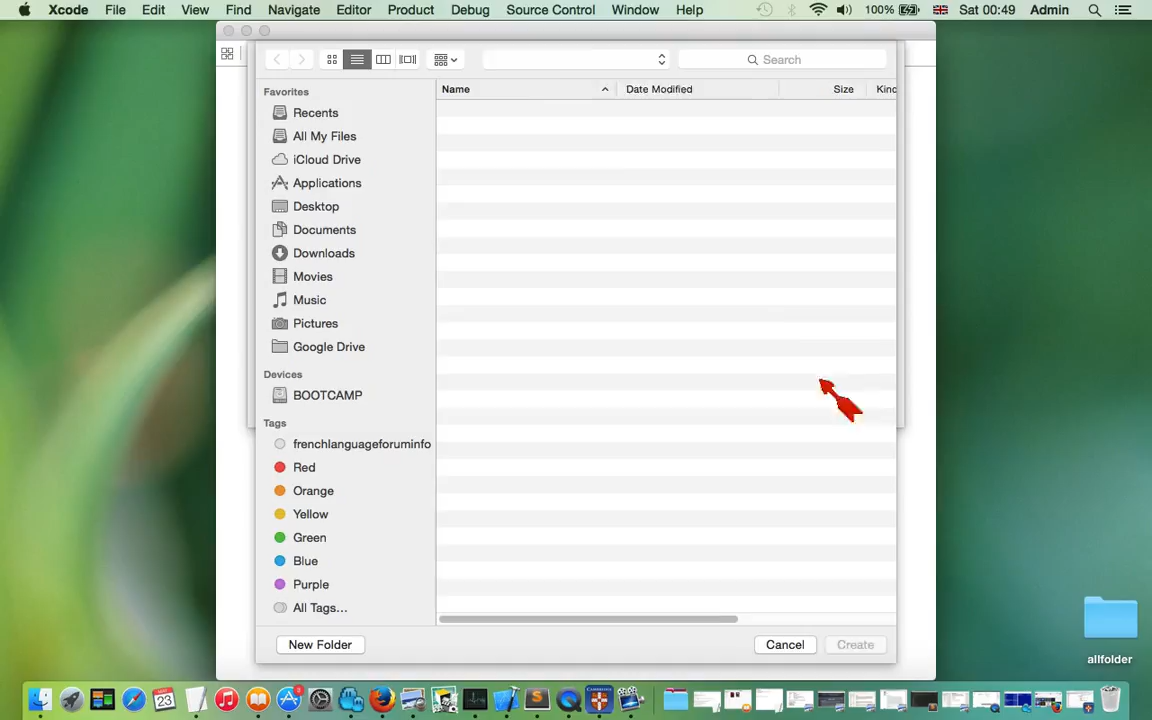 Xcode File Edit View Find Navigate Editor Product Debug Source Control Window Help 100% Sat 00:49 Admin
Search
Name Date Modified Size Kind
Favorites
Recents
All My Files
iCloud Drive
Applications
Desktop
Documents
Downloads
Movies
Music
Pictures
Google Drive
Devices
BOOTCAMP
Tags
frenchlanguageforuminfo
Red
Orange
Yellow
Green
Blue
Purple
All Tags...
New Folder Cancel Create
allfolder
23